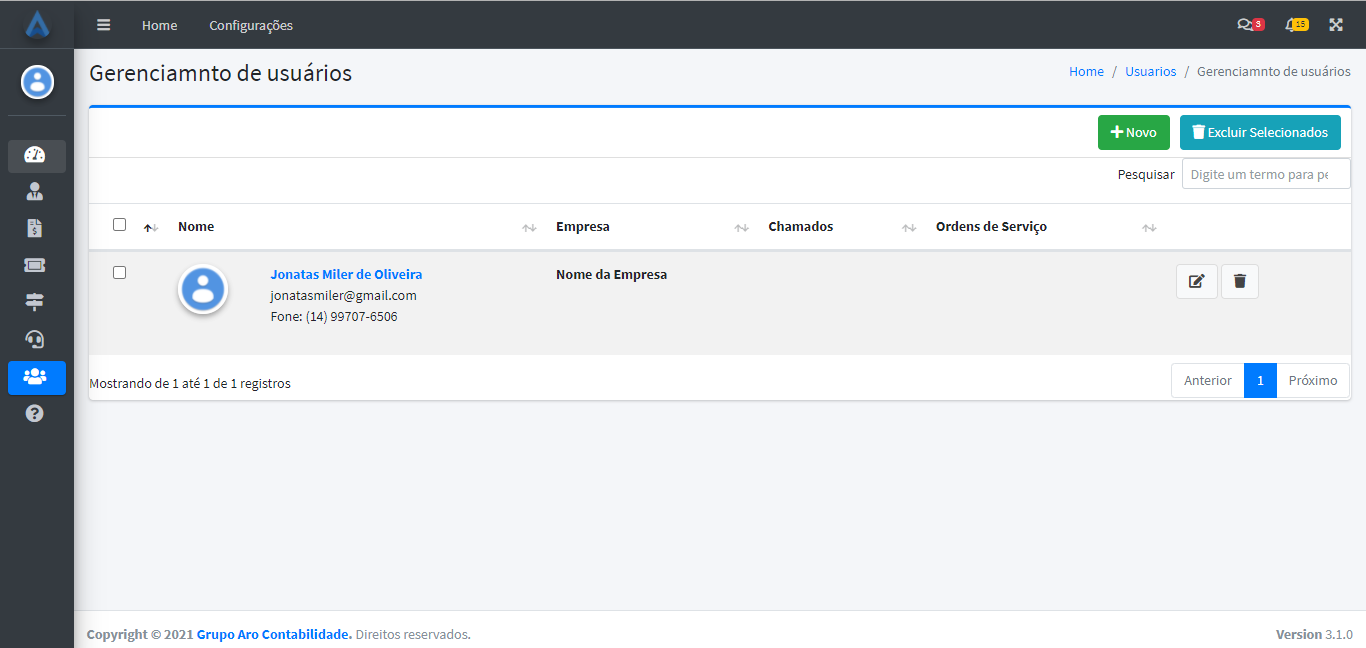 Home Configurações 3 15
Gerenciamnto de usuários
Home / Usuarios / Gerenciamnto de usuários
Novo Excluir Selecionados
Pesquisar Digite um termo para pe
Nome Empresa Chamados Ordens de Serviço
Jonatas Miler de Oliveira Nome da Empresa
jonatasmiler@gmail.com
Fone: (14) 99707-6506
Mostrando de 1 até 1 de 1 registros
Anterior 1 Próximo
Copyright © 2021 Grupo Aro Contabilidade. Direitos reservados. Version 3.1.0